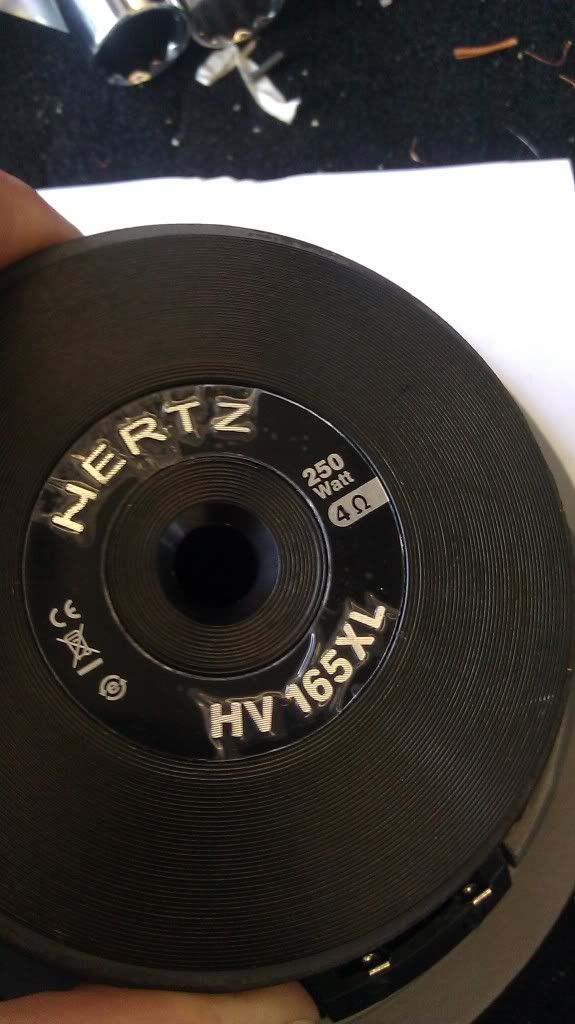 HERTZ
250
Watt
4 Ω
CE
HV 165XL